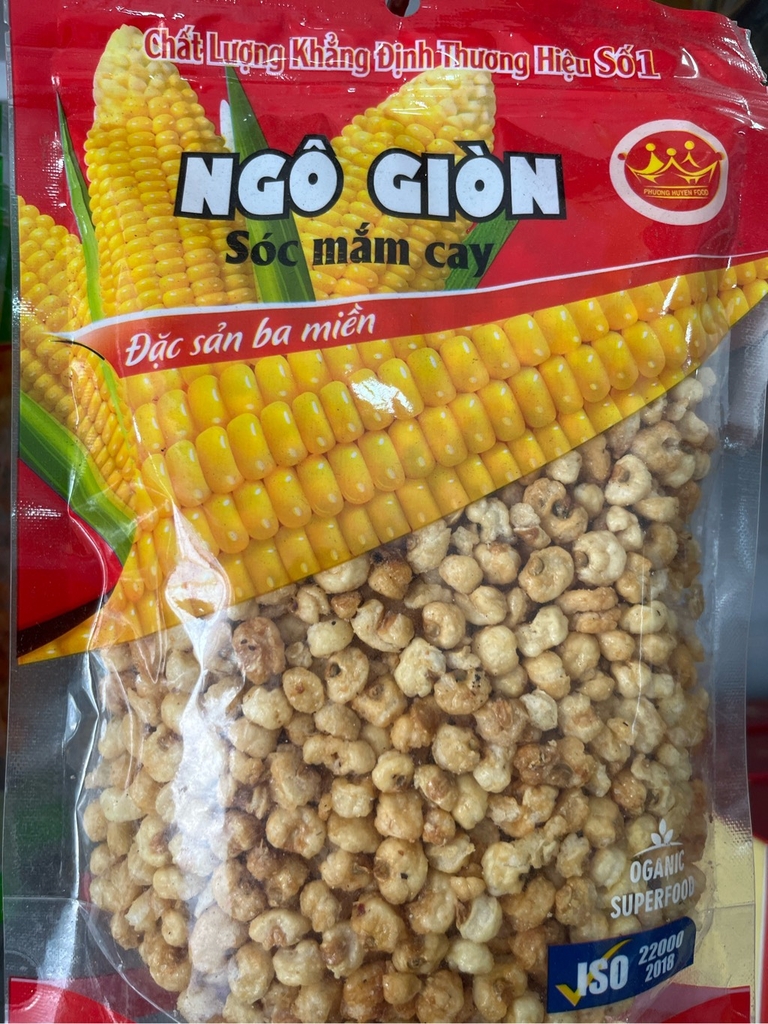 Chất Lượng Khẳng Định Thương Hiệu Số 1
PHƯƠNG HUYEN FOOD
NGÔ GIÒN
Sóc mắm cay
Đặc sản ba miền
OGANIC
SUPERFOOD
ISO 22000
2018